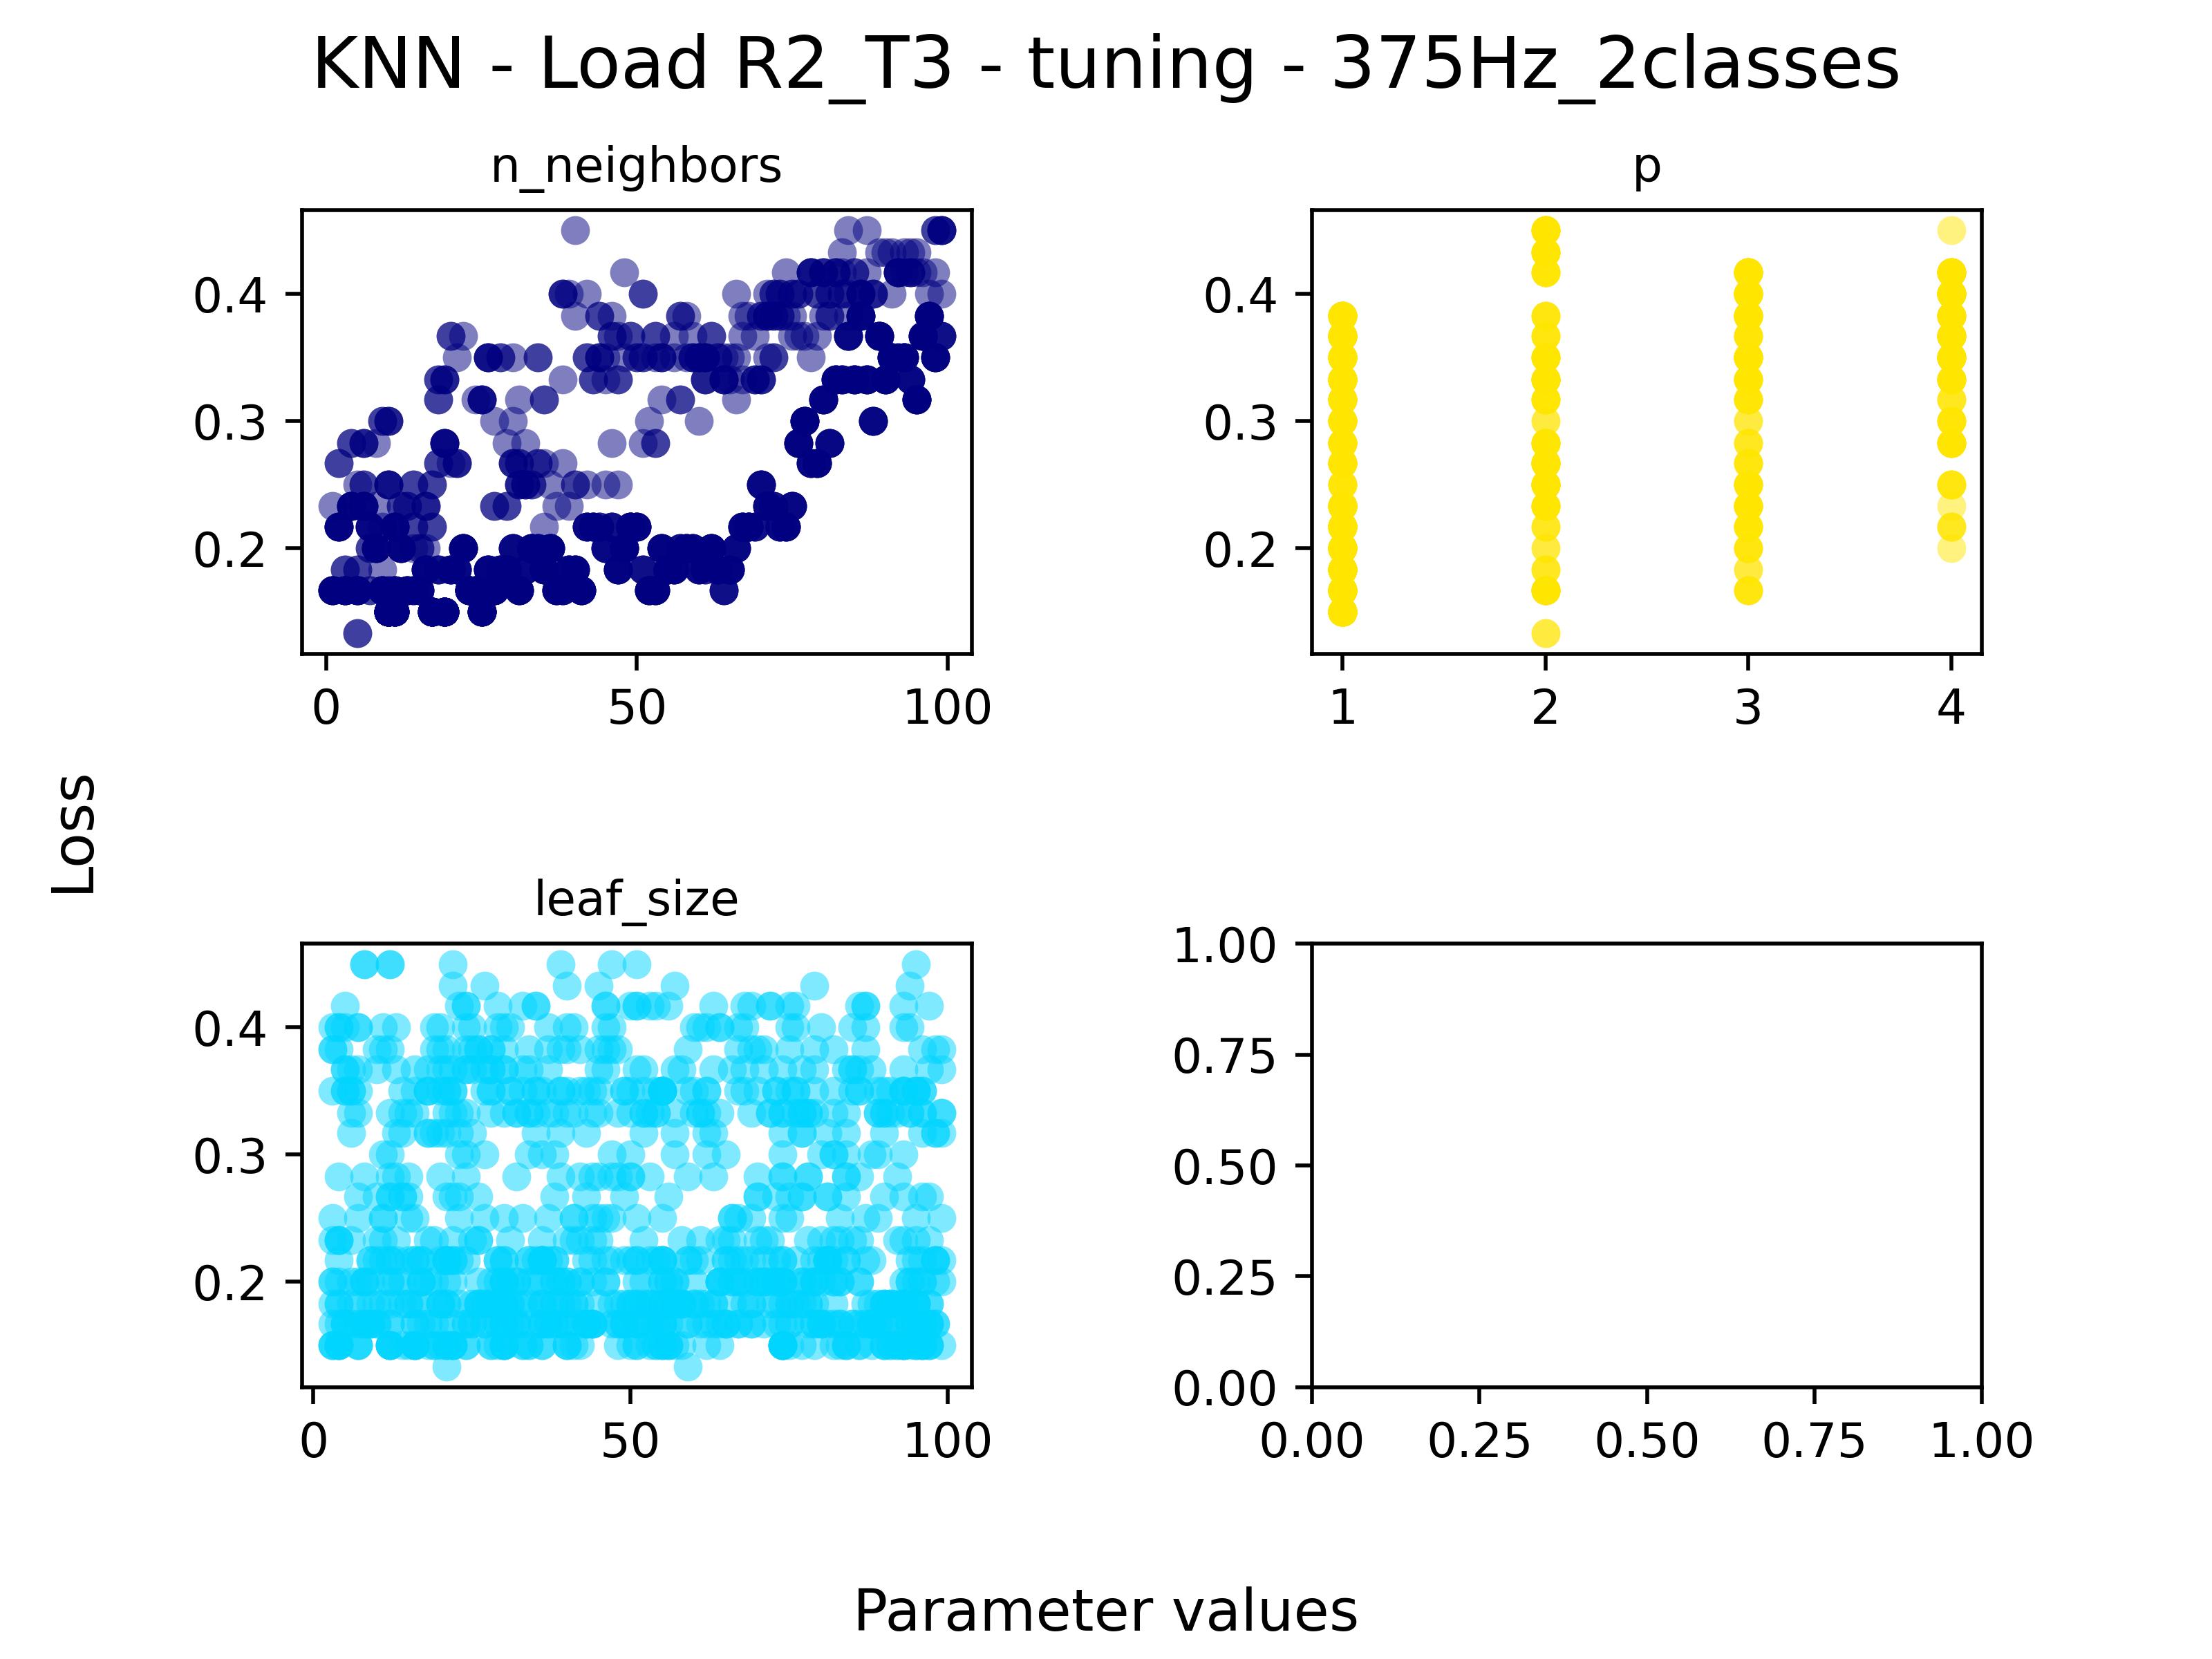 KNN - Load R2_T3 - tuning - 375Hz_2classes
n_neighbors
0.4
0.3
0.2
0 50 100
p
0.4
0.3
0.2
1 2 3 4
Loss
leaf_size
0.4
0.3
0.2
0 50 100
1.00
0.75
0.50
0.25
0.00
0.00 0.25 0.50 0.75 1.00
Parameter values